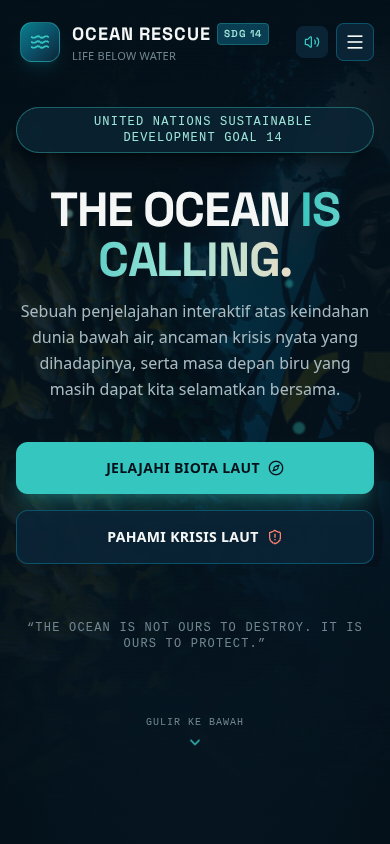 OCEAN RESCUE SDG 14
LIFE BELOW WATER
UNITED NATIONS SUSTAINABLE
DEVELOPMENT GOAL 14
THE OCEAN IS
CALLING.
Sebuah penjelajahan interaktif atas keindahan
dunia bawah air, ancaman krisis nyata yang
dihadapinya, serta masa depan biru yang
masih dapat kita selamatkan bersama.
JELAJAHI BIOTA LAUT
PAHAMI KRISIS LAUT
“THE OCEAN IS NOT OURS TO DESTROY. IT IS
OURS TO PROTECT.”
GULIR KE BAWAH